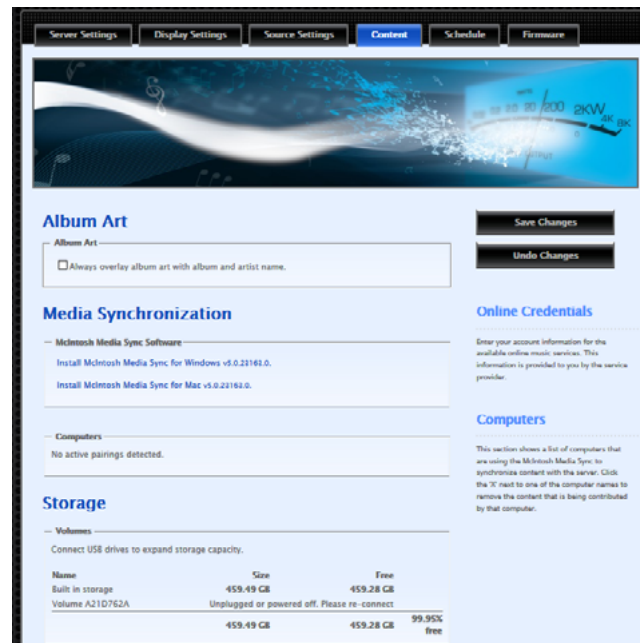 Server Settings Display Settings Source Settings Content Schedule Firmware
200 2KW 4K 8K
OUTPUT
Album Art
Album Art
Always overlay album art with album and artist name.
Media Synchronization
McIntosh Media Sync Software
Install McIntosh Media Sync for Windows v5.0.23163.0.
Install McIntosh Media Sync for Mac v5.0.23163.0.
Computers
No active pairings detected.
Storage
Volumes
Connect USB drives to expand storage capacity.
Name Size Free
Built in storage 459.49 GB 459.28 GB
Volume A21D762A Unplugged or powered off. Please re-connect
459.49 GB 459.28 GB 99.95% free
Save Changes
Undo Changes
Online Credentials
Enter your account information for the
available online music services. This
information is provided to you by the service
provider.
Computers
This section shows a list of computers that
are using the McIntosh Media Sync to
synchronize content with the server. Click
the 'X' next to one of the computer names to
remove the content that is being contributed
by that computer.